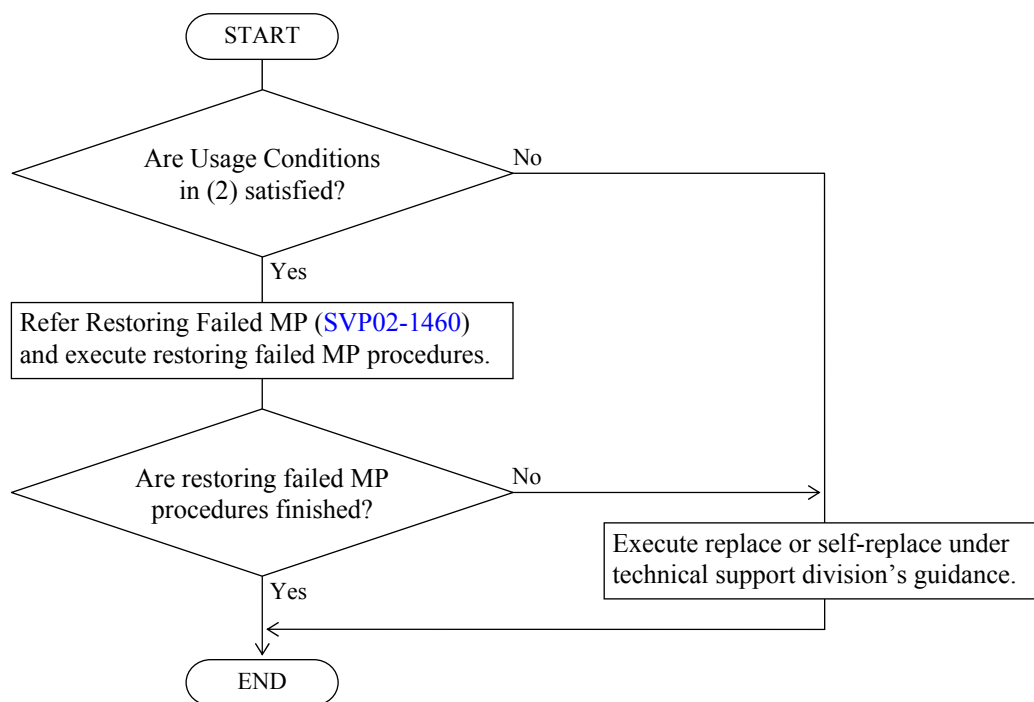 START
Are Usage Conditions
in (2) satisfied?
No
Yes
Refer Restoring Failed MP (SVP02-1460)
and execute restoring failed MP procedures.
Are restoring failed MP
procedures finished?
No
Execute replace or self-replace under
technical support division’s guidance.
Yes
END